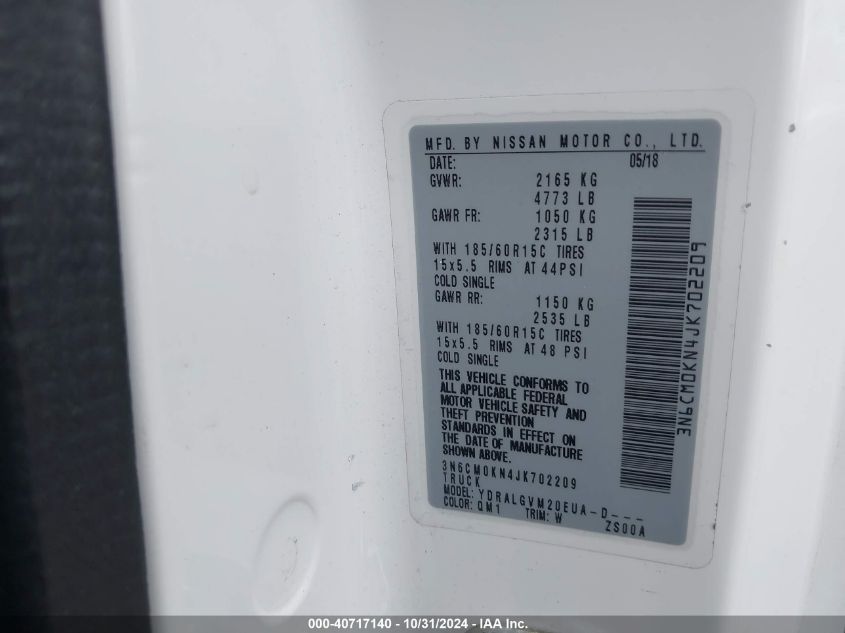 MFD. BY NISSAN MOTOR CO., LTD.
DATE: 05/18
GVWR: 2165 KG
4773 LB
GAWR FR: 1050 KG
2315 LB
WITH 185/60R15C TIRES
15x5.5 RIMS AT 44PSI
COLD SINGLE
GAWR RR: 1150 KG
2535 LB
WITH 185/60R15C TIRES
15x5.5 RIMS AT 48 PSI
COLD SINGLE
THIS VEHICLE CONFORMS TO
ALL APPLICABLE FEDERAL
MOTOR VEHICLE SAFETY AND
THEFT PREVENTION
STANDARDS IN EFFECT ON
THE DATE OF MANUFACTURE
SHOWN ABOVE.
3N6CM0KN4JK702209
TRUCK
MODEL: YDRALGVM20EUA-D---
COLOR: QM1 TRIM: W ZS00A
3N6CM0KN4JK702209
000-40717140 - 10/31/2024 - IAA Inc.